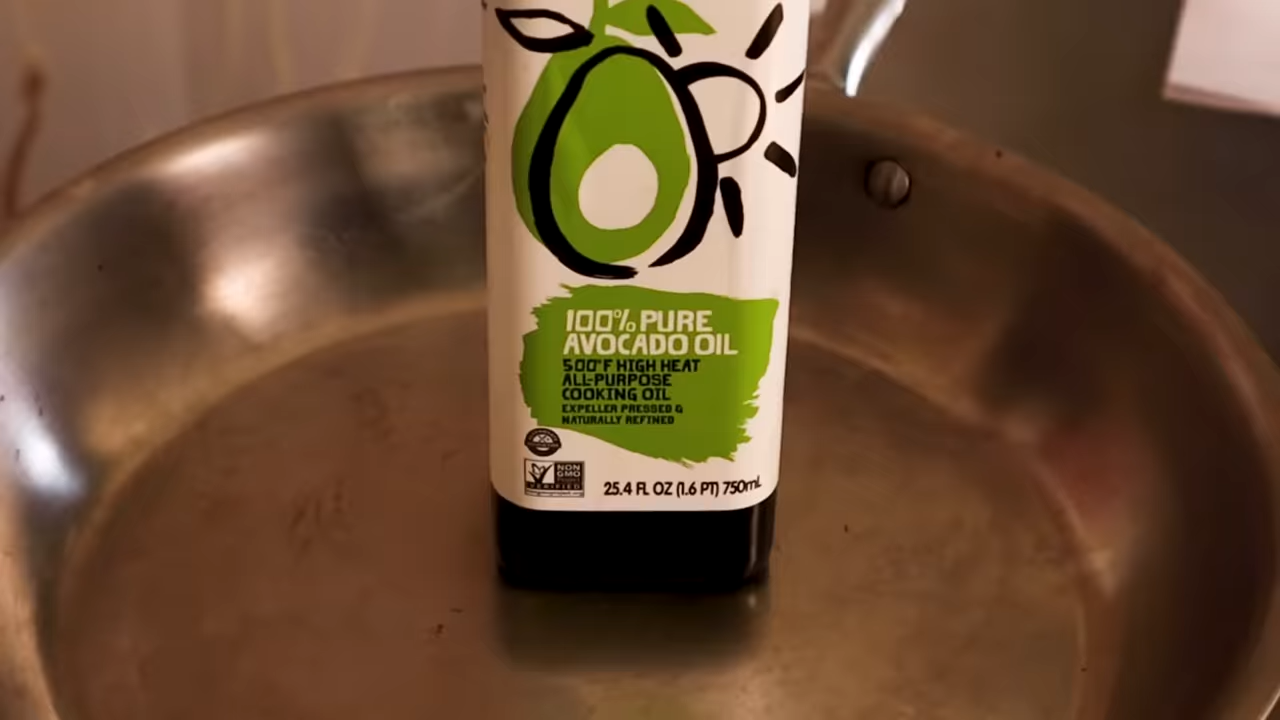 100% PURE
AVOCADO OIL
500°F HIGH HEAT
ALL-PURPOSE
COOKING OIL
EXPELLER PRESSED &
NATURALLY REFINED
NON
GMO
VERIFIED
25.4 FL OZ (1.6 PT) 750mL